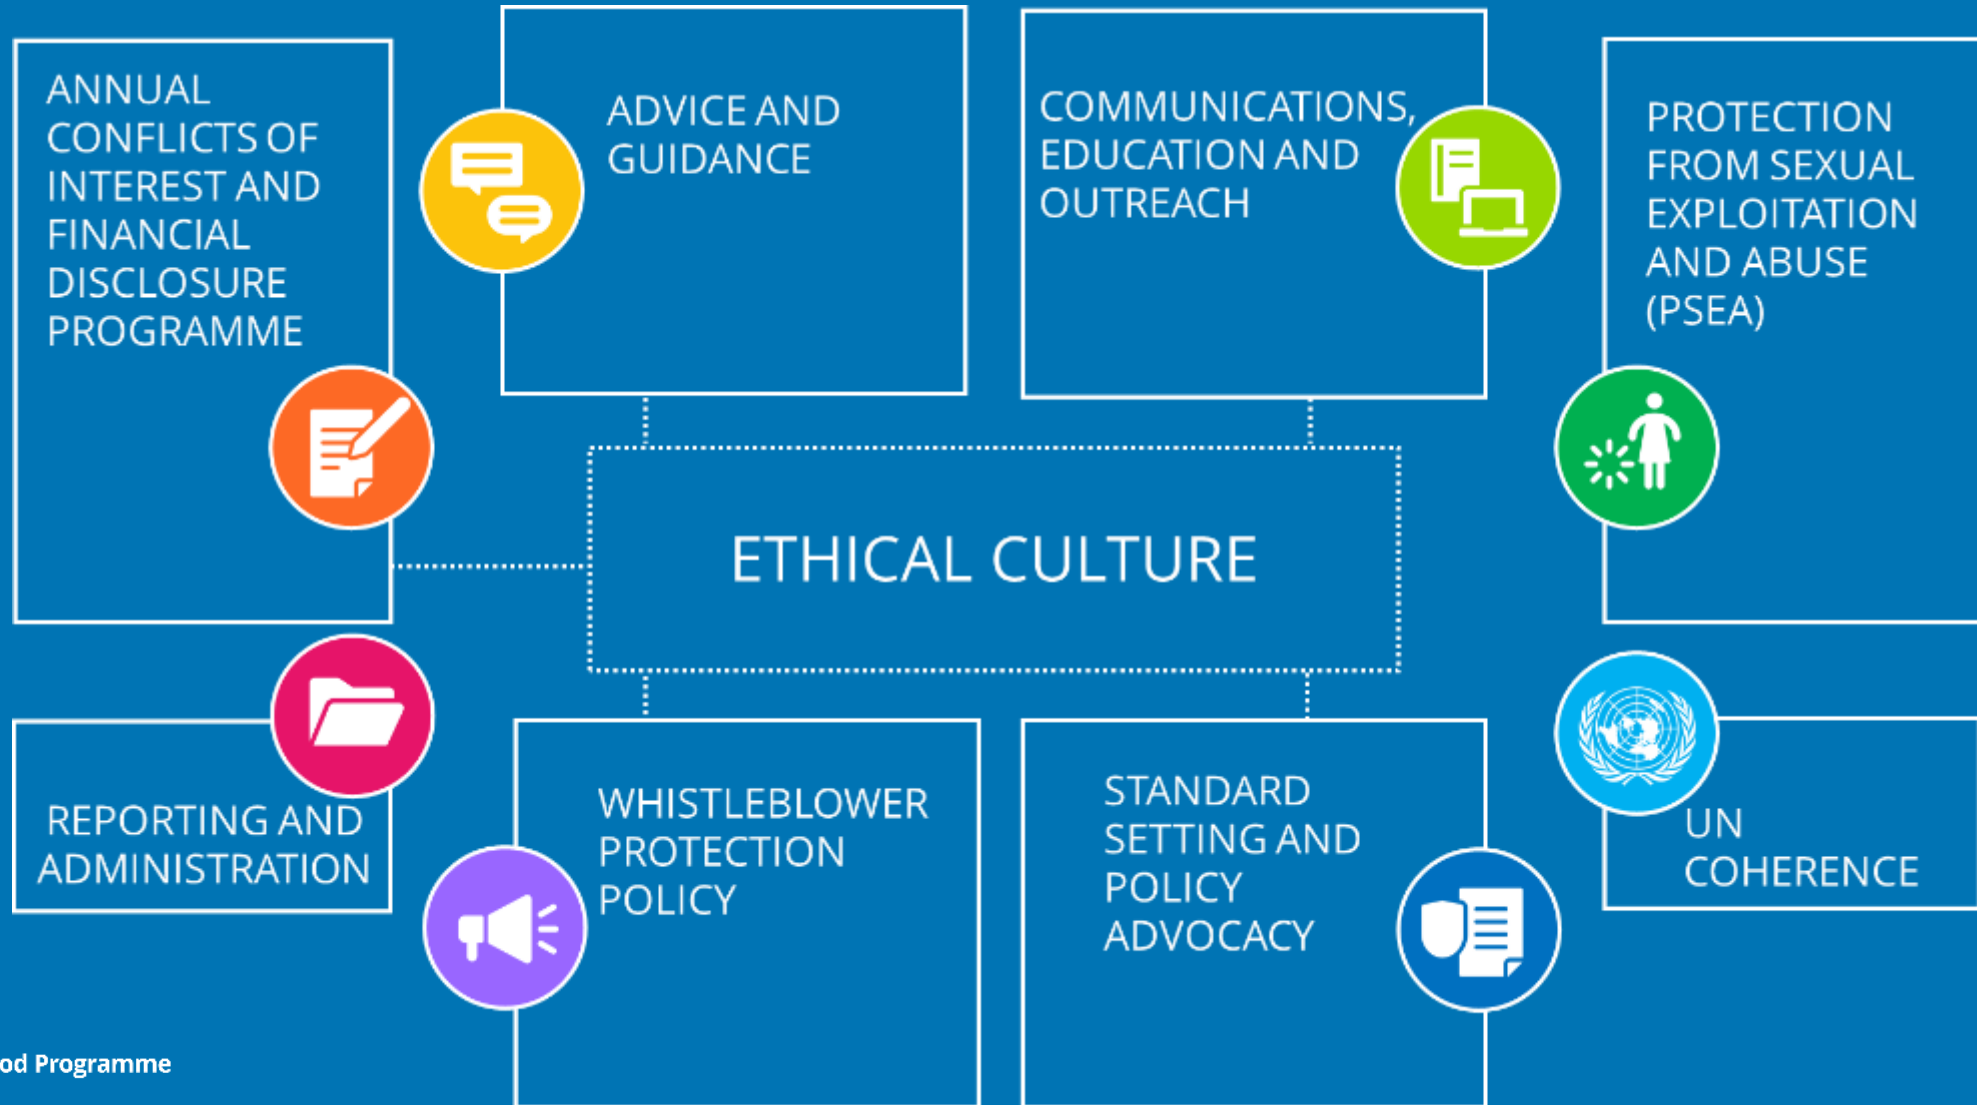 ANNUAL
CONFLICTS OF
INTEREST AND
FINANCIAL
DISCLOSURE
PROGRAMME
ADVICE AND
GUIDANCE
COMMUNICATIONS,
EDUCATION AND
OUTREACH
PROTECTION
FROM SEXUAL
EXPLOITATION
AND ABUSE
(PSEA)
ETHICAL CULTURE
REPORTING AND
ADMINISTRATION
WHISTLEBLOWER
PROTECTION
POLICY
STANDARD
SETTING AND
POLICY
ADVOCACY
UN
COHERENCE
od Programme